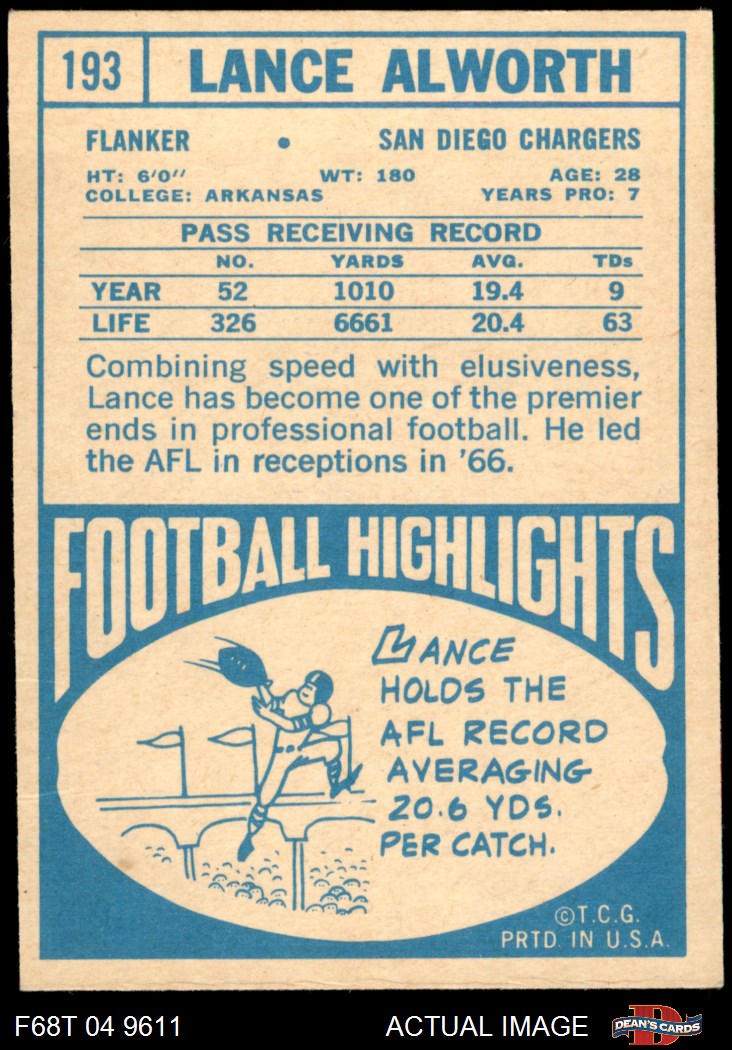 193 LANCE ALWORTH
FLANKER • SAN DIEGO CHARGERS
HT: 6'0" WT: 180 AGE: 28
COLLEGE: ARKANSAS YEARS PRO: 7
PASS RECEIVING RECORD
NO. YARDS AVG. TDs
YEAR 52 1010 19.4 9
LIFE 326 6661 20.4 63
Combining speed with elusiveness,
Lance has become one of the premier
ends in professional football. He led
the AFL in receptions in '66.
FOOTBALL HIGHLIGHTS
LANCE
HOLDS THE
AFL RECORD
AVERAGING
20.6 YDS.
PER CATCH.
©T.C.G.
PRTD. IN U.S.A.
F68T 04 9611 ACTUAL IMAGE D DEAN'S CARDS